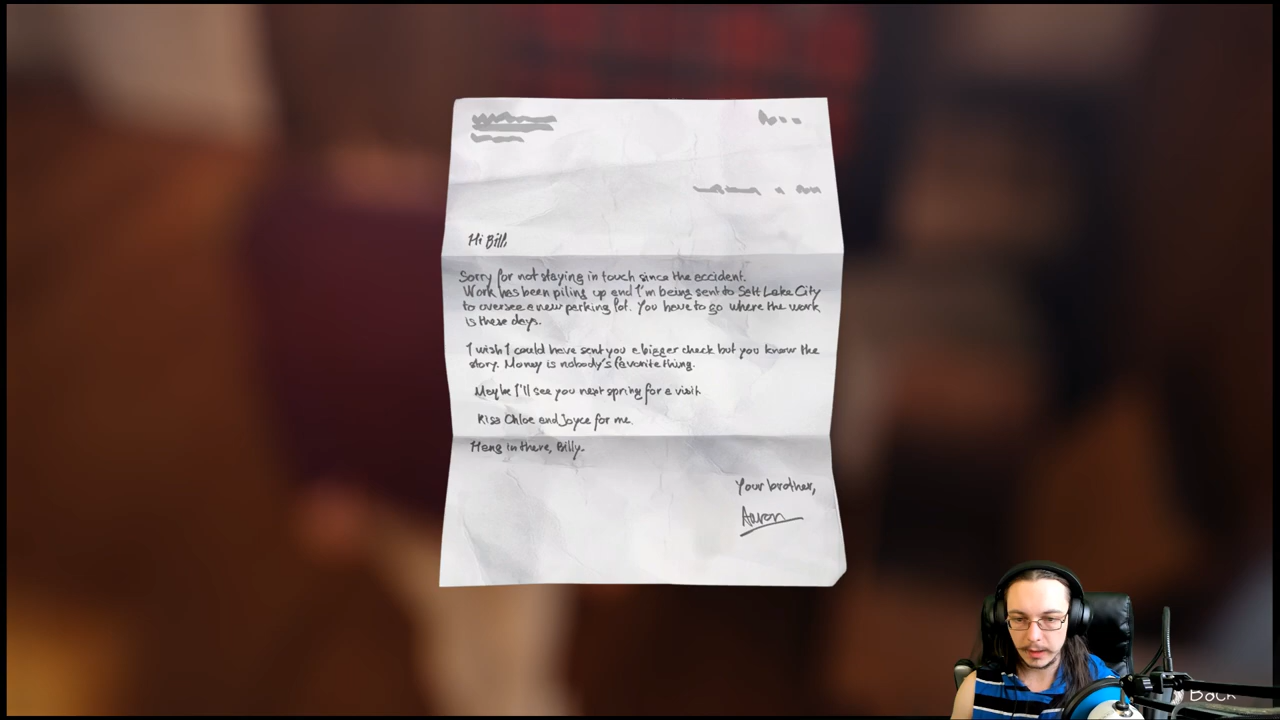 Hi Bill,
Sorry for not staying in touch since the accident.
Work has been piling up and I'm being sent to Salt Lake City
to oversee a new parking lot. You have to go where the work
is these days.
I wish I could have sent you a bigger check but you know the
story. Money is nobody's favorite thing.
Maybe I'll see you next spring for a visit.
Kiss Chloe and Joyce for me.
Hang in there, Billy.
Your brother,
Aaron
Back